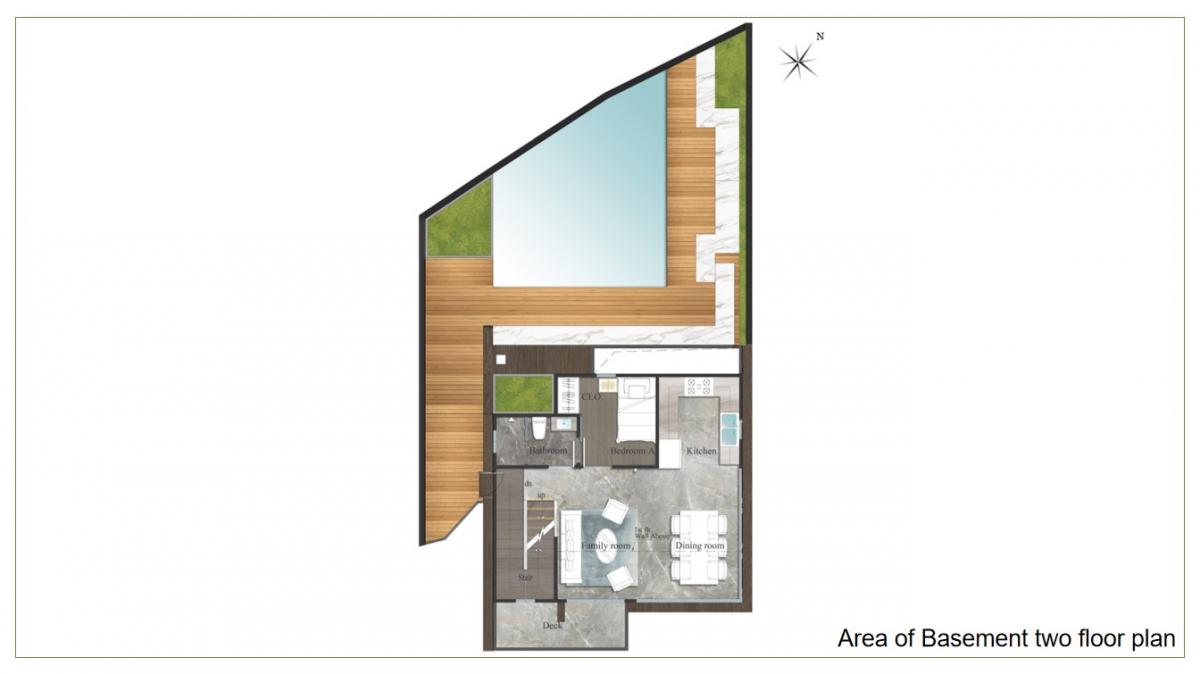 N
CLO.
Bathroom
Bedroom A
Kitchen
dn
up
1st flr.
Wall Above
Family room
Dining room
Stair
Deck
Area of Basement two floor plan